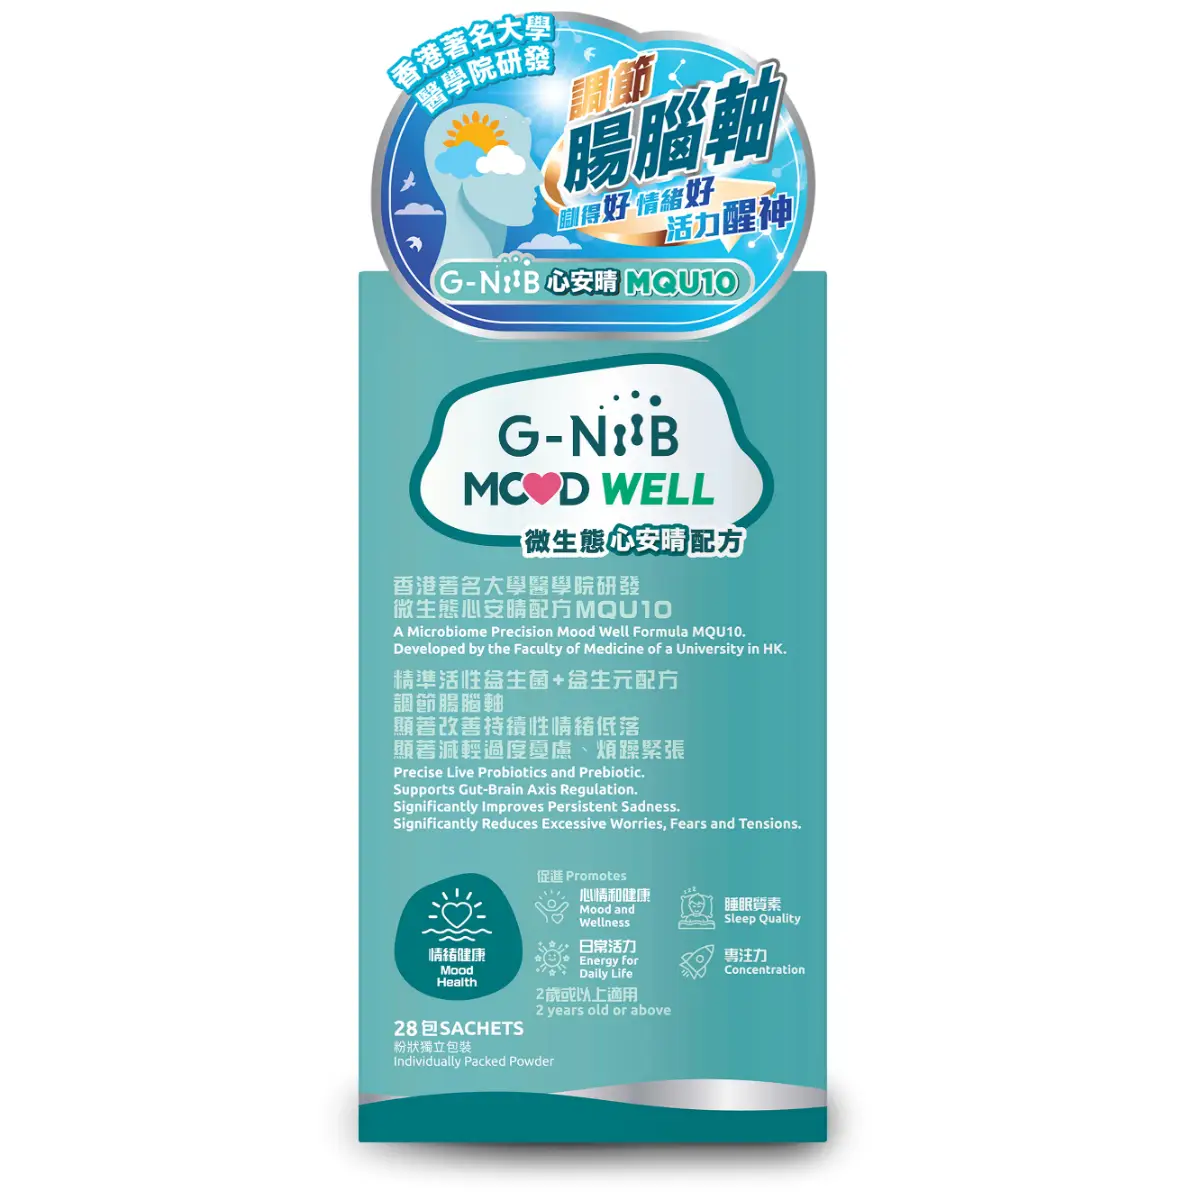 香港著名大學
醫學院研發
調節
腸腦軸
瞓得好 情緒好
活力醒神
G-NiiB 心安晴 MQU10
G-NiiB
MOOD WELL
微生態心安晴配方
香港著名大學醫學院研發
微生態心安晴配方MQU10
A Microbiome Precision Mood Well Formula MQU10.
Developed by the Faculty of Medicine of a University in HK.
精準活性益生菌+益生元配方
調節腸腦軸
顯著改善持續性情緒低落
顯著減輕過度憂慮、煩躁緊張
Precise Live Probiotics and Prebiotic.
Supports Gut-Brain Axis Regulation.
Significantly Improves Persistent Sadness.
Significantly Reduces Excessive Worries, Fears and Tensions.
情緒健康
Mood
Health
促進 Promotes
心情和健康
Mood and
Wellness
睡眠質素
Sleep Quality
日常活力
Energy for
Daily Life
專注力
Concentration
2歲或以上適用
2 years old or above
28包SACHETS
粉狀獨立包裝
Individually Packed Powder